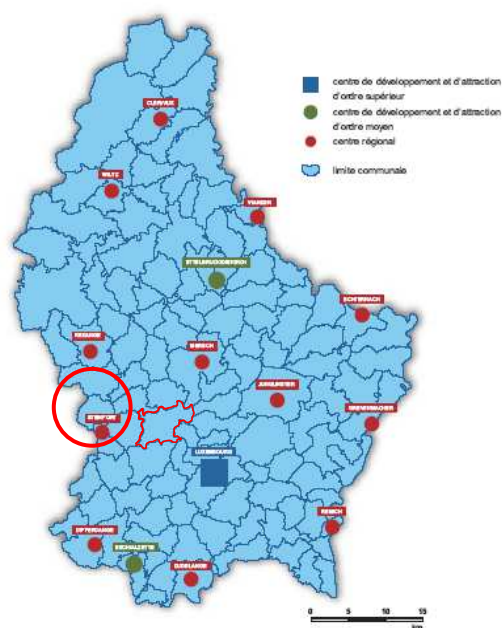 centre de développement et d'attraction
d'ordre supérieur
centre de développement et d'attraction
d'ordre moyen
centre régional
limite communale
CLERVAUX
WILTZ
VIANDEN
ETTELBRUCK/DIEKIRCH
ECHTERNACH
REDANGE
MERSCH
JUNGLINSTER
GREVENMACHER
STEINFORT
LUXEMBOURG
REMICH
DIFFERDANGE
ESCH/ALZETTE
DUDELANGE
0 5 10 15
km